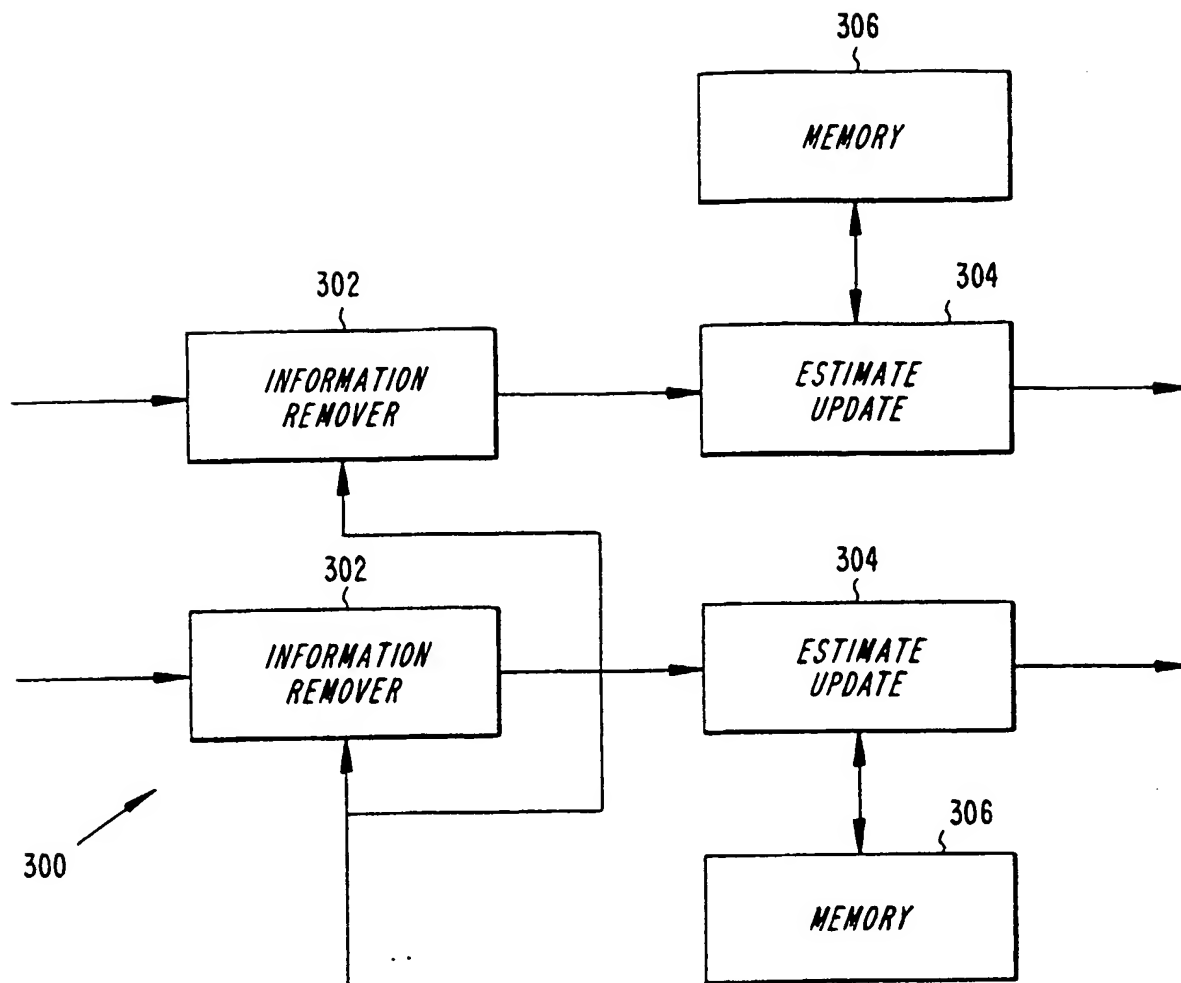 306
MEMORY
302
304
INFORMATION
REMOVER
ESTIMATE
UPDATE
302
304
INFORMATION
REMOVER
ESTIMATE
UPDATE
300
306
MEMORY